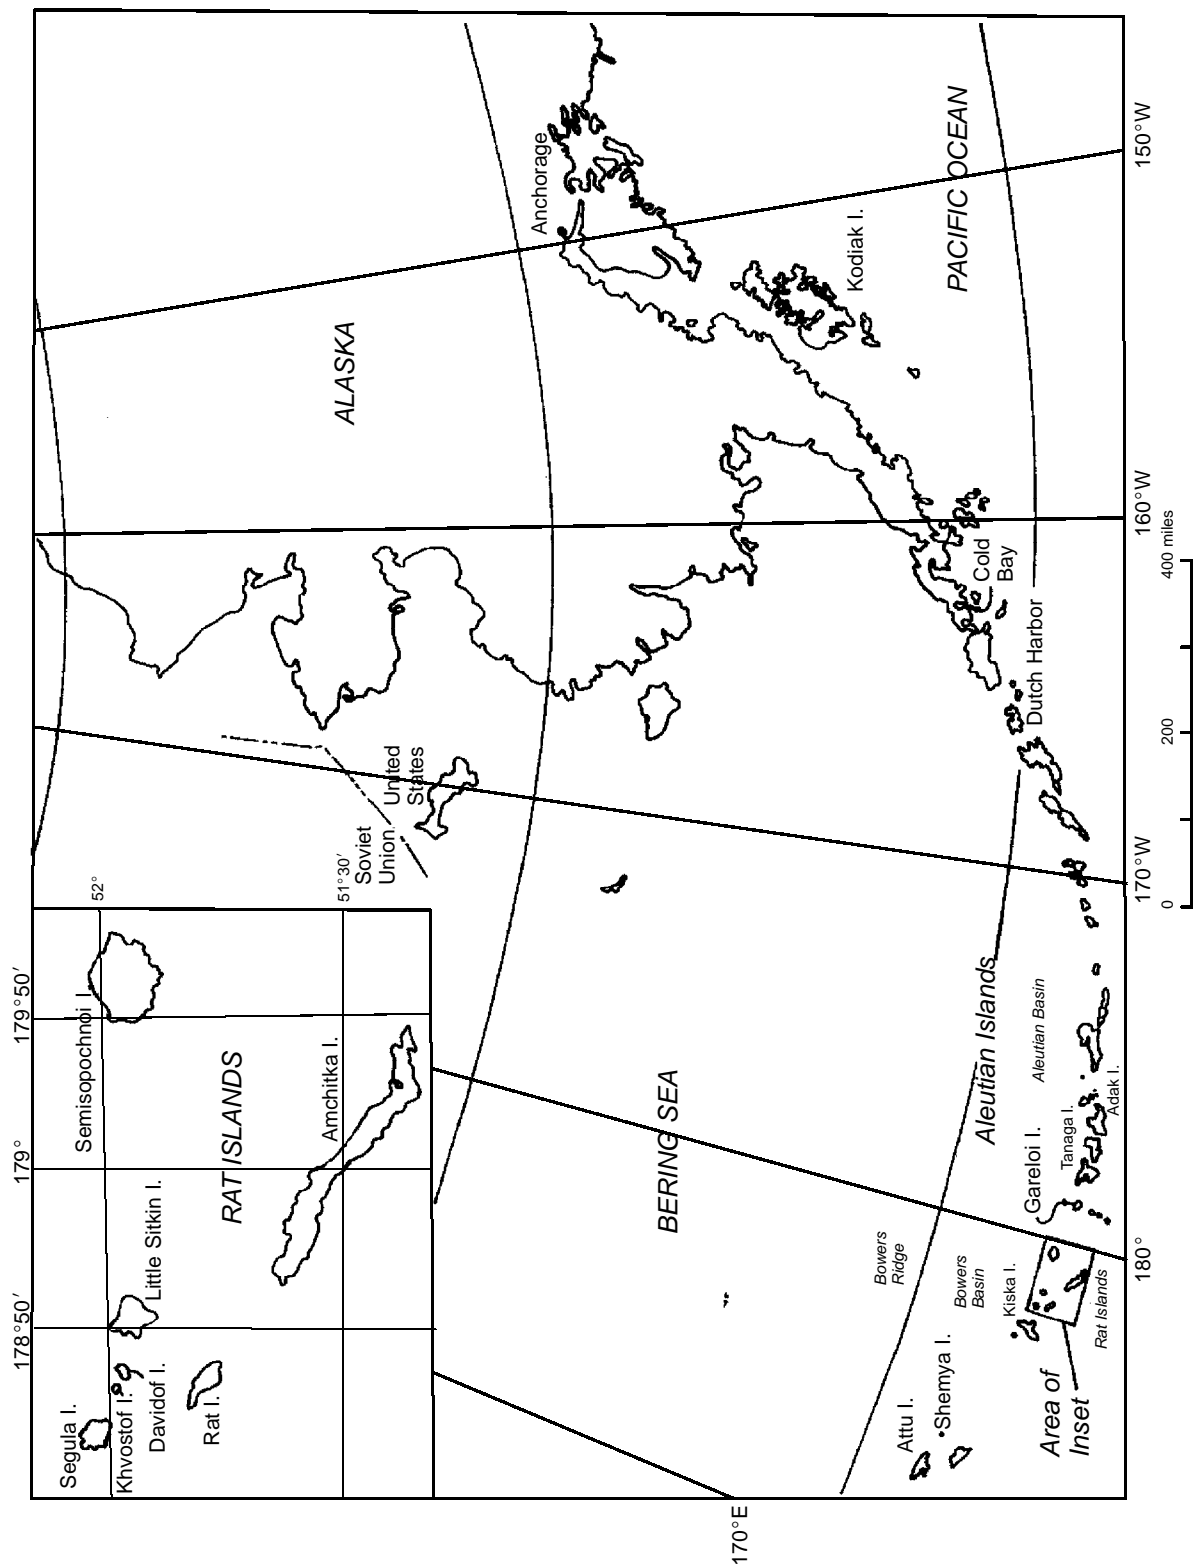 179°50′
179°
178°50′
52°
51°30′
Semisopochnoi I.
RAT ISLANDS
Amchitka I.
Little Sitkin I.
Segula I.
Khvostof I.
Davidof I.
Rat I.
ALASKA
Anchorage
Kodiak I.
PACIFIC OCEAN
United
States
Soviet
Union
Cold
Bay
Dutch Harbor
BERING SEA
Aleutian Islands
Aleutian Basin
Adak I.
Tanaga I.
Gareloi I.
Bowers
Ridge
Bowers
Basin
Kiska I.
Rat Islands
Attu I.
Shemya I.
Area of
Inset
150°W
160°W
170°W
180°
170°E
0
200
400 miles